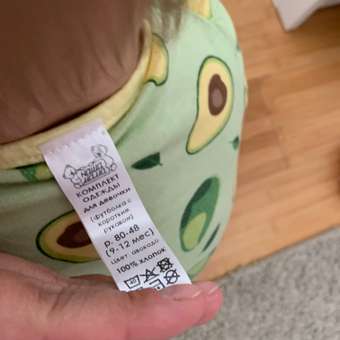 КОМПЛЕКТ
ОДЕЖДЫ
для девочки
(футболка с
коротким
рукавом)
р. 80-48
(9-12 мес)
Цвет: авокадо
100% хлопок